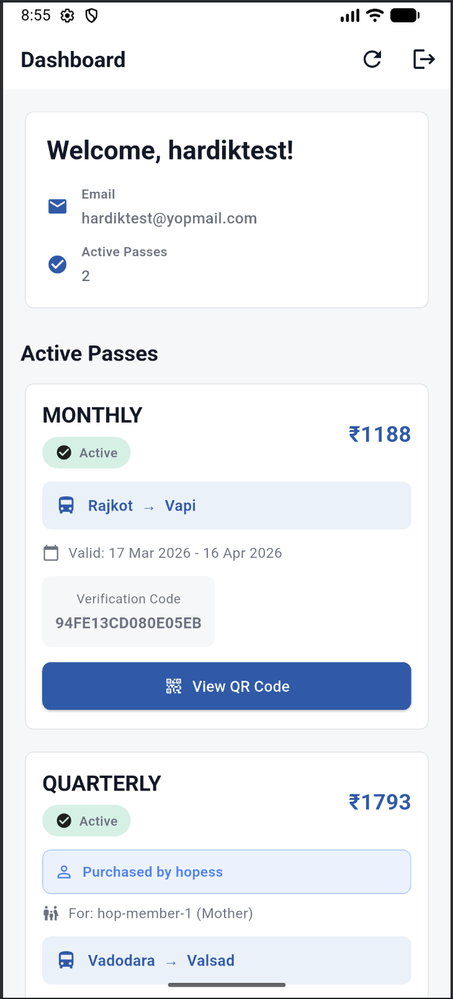 8:55
Dashboard
Welcome, hardiktest!
Email
hardiktest@yopmail.com
Active Passes
2
Active Passes
MONTHLY
₹1188
Active
Rajkot → Vapi
Valid: 17 Mar 2026 - 16 Apr 2026
Verification Code
94FE13CD080E05EB
View QR Code
QUARTERLY
₹1793
Active
Purchased by hopess
For: hop-member-1 (Mother)
Vadodara → Valsad